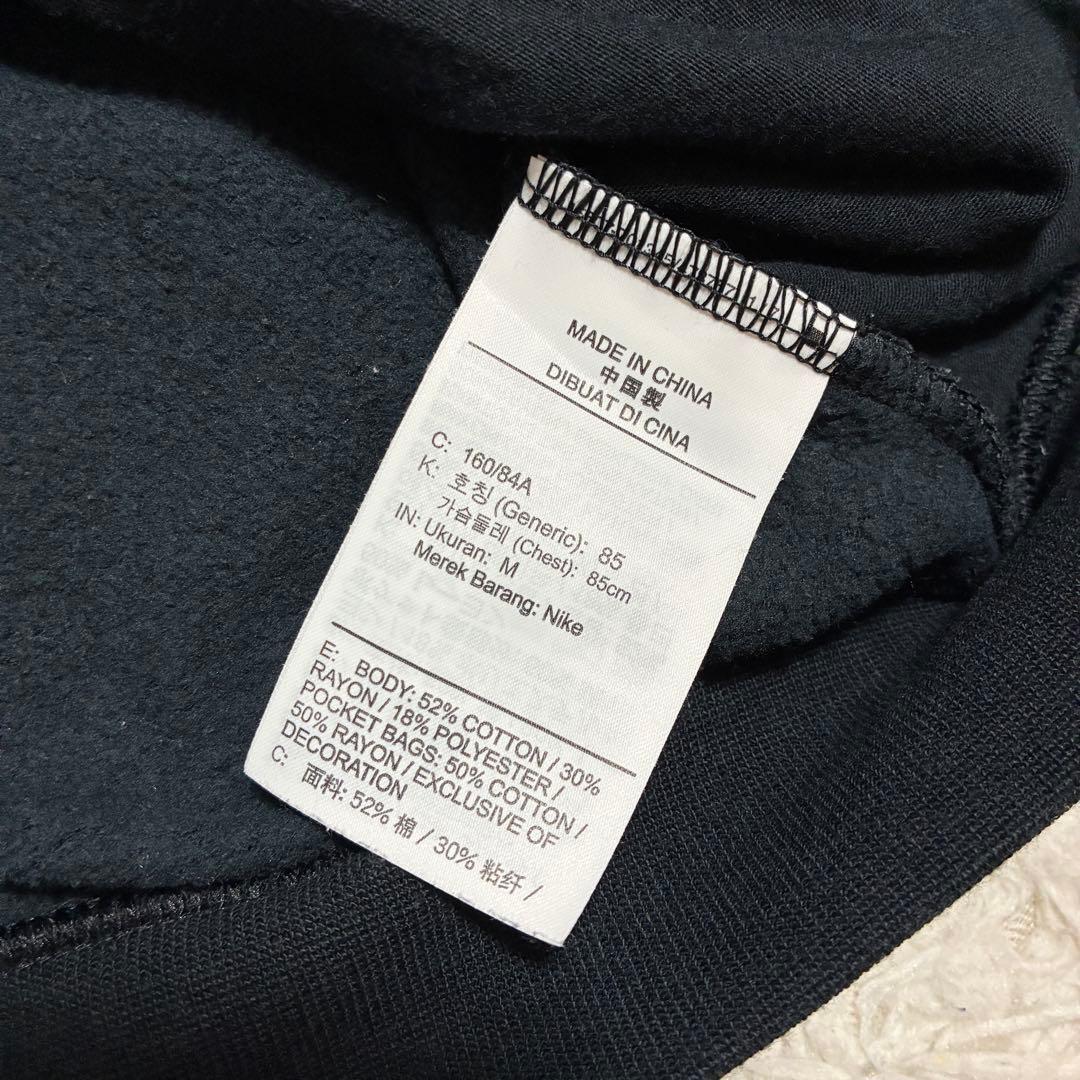 MADE IN CHINA
中国製
DIBUAT DI CINA
C: 160/84A
K: 호칭 (Generic): 85
가슴둘레 (Chest): 85cm
IN: Ukuran: M
Merek Barang: Nike
E: BODY: 52% COTTON / 30%
RAYON / 18% POLYESTER /
POCKET BAGS: 50% COTTON /
50% RAYON / EXCLUSIVE OF
DECORATION
C: 面料: 52% 棉 / 30% 粘纤 /